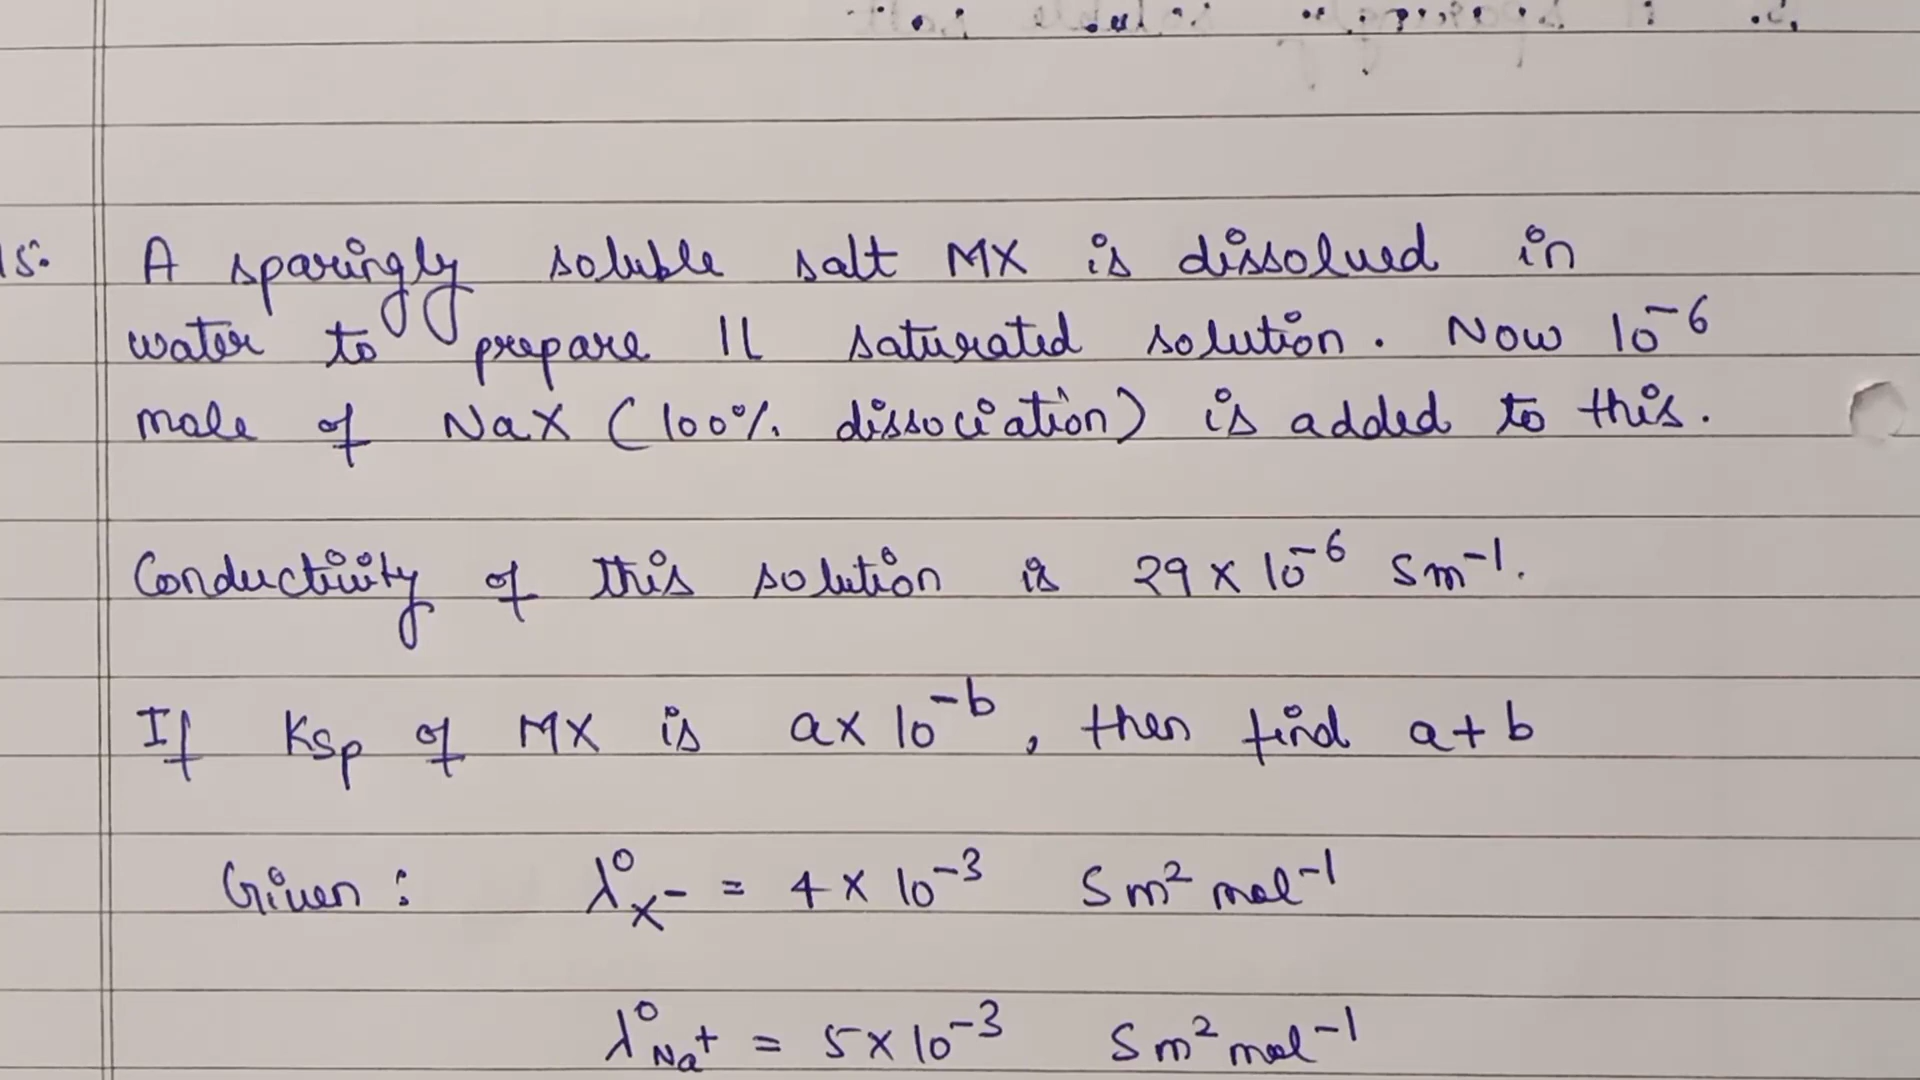 15. A sparingly soluble salt MX is dissolved in
water to prepare 1L saturated solution. Now 10⁻⁶
mole of NaX (100% dissociation) is added to this.
Conductivity of this solution is 29 × 10⁻⁶ Sm⁻¹.
If Ksp of MX is a × 10⁻ᵇ, then find a + b
Given : λ°X⁻ = 4 × 10⁻³ S m² mol⁻¹
λ°Na⁺ = 5 × 10⁻³ S m² mol⁻¹